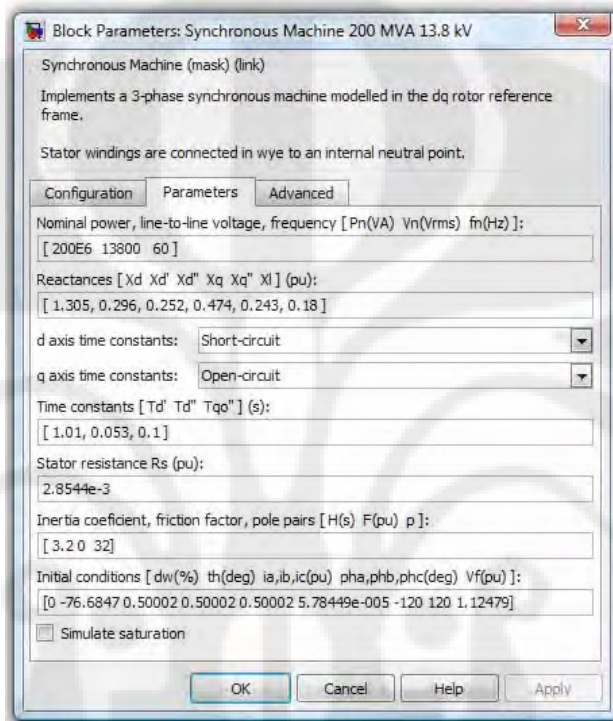 Block Parameters: Synchronous Machine 200 MVA 13.8 kV
Synchronous Machine (mask) (link)
Implements a 3-phase synchronous machine modelled in the dq rotor reference
frame.
Stator windings are connected in wye to an internal neutral point.
Configuration Parameters Advanced
Nominal power, line-to-line voltage, frequency [ Pn(VA) Vn(Vrms) fn(Hz) ]:
[ 200E6 13800 60 ]
Reactances [ Xd Xd' Xd'' Xq Xq'' Xl ] (pu):
[ 1.305, 0.296, 0.252, 0.474, 0.243, 0.18 ]
d axis time constants: Short-circuit
q axis time constants: Open-circuit
Time constants [ Td' Td'' Tqo'' ] (s):
[ 1.01, 0.053, 0.1 ]
Stator resistance Rs (pu):
2.8544e-3
Inertia coeficient, friction factor, pole pairs [ H(s) F(pu) p ]:
[ 3.2 0 32]
Initial conditions [ dw(%) th(deg) ia,ib,ic(pu) pha,phb,phc(deg) Vf(pu) ]:
[0 -76.6847 0.50002 0.50002 0.50002 5.78449e-005 -120 120 1.12479]
Simulate saturation
OK Cancel Help Apply